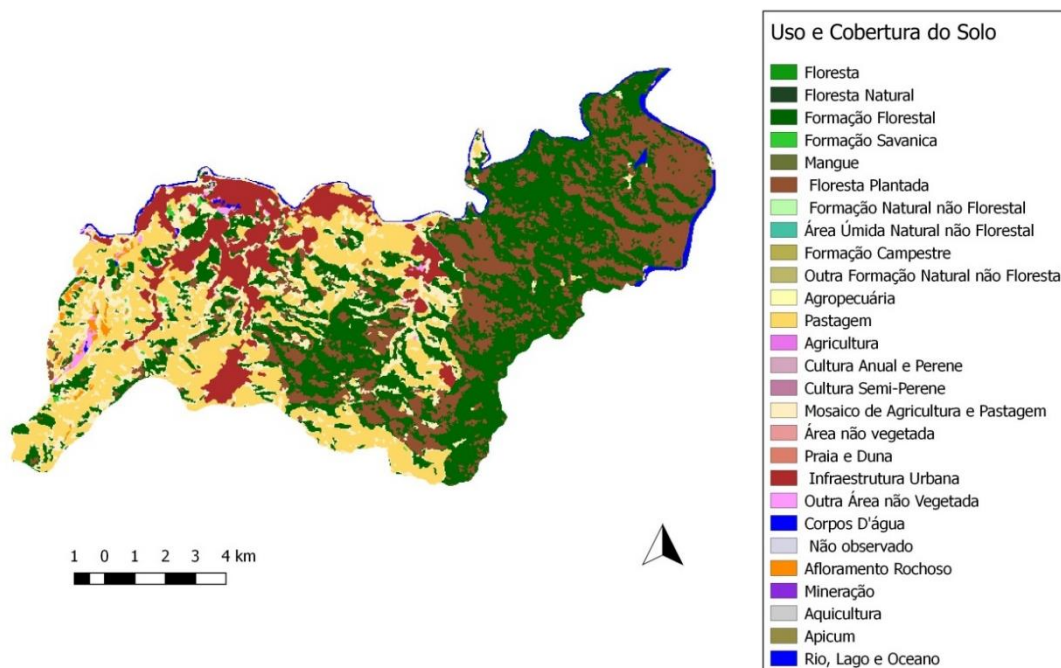 Uso e Cobertura do Solo
Floresta
Floresta Natural
Formação Florestal
Formação Savanica
Mangue
Floresta Plantada
Formação Natural não Florestal
Área Úmida Natural não Florestal
Formação Campestre
Outra Formação Natural não Floresta
Agropecuária
Pastagem
Agricultura
Cultura Anual e Perene
Cultura Semi-Perene
Mosaico de Agricultura e Pastagem
Área não vegetada
Praia e Duna
Infraestrutura Urbana
Outra Área não Vegetada
Corpos D'água
Não observado
Afloramento Rochoso
Mineração
Aquicultura
Apicum
Rio, Lago e Oceano
1 0 1 2 3 4 km